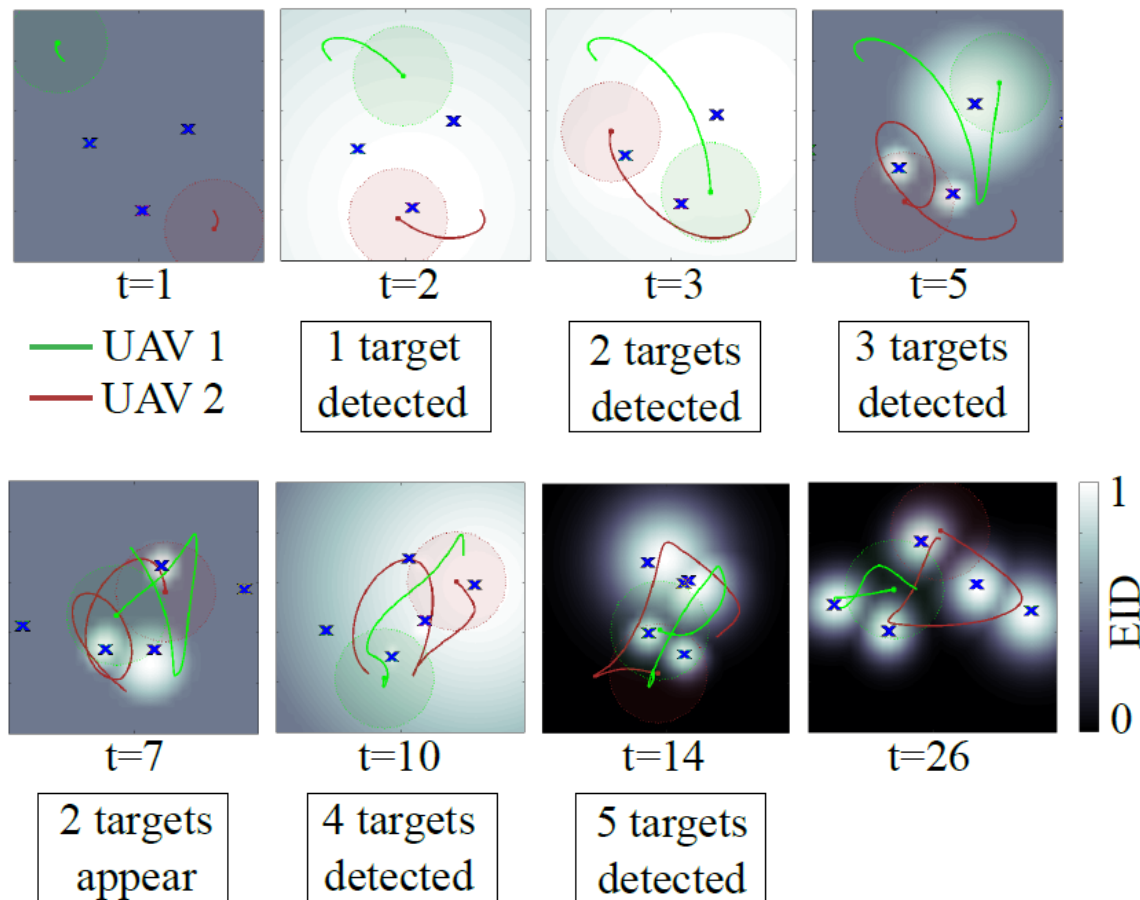 t=1
t=2
t=3
t=5
UAV 1
UAV 2
1 target
detected
2 targets
detected
3 targets
detected
1
EID
0
t=7
t=10
t=14
t=26
2 targets
appear
4 targets
detected
5 targets
detected